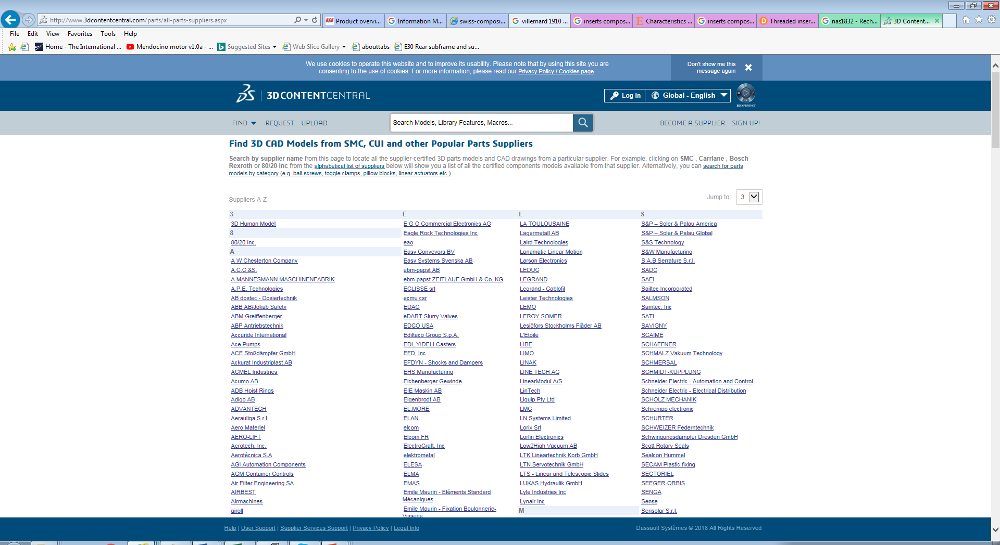 http://www.3dcontentcentral.com/parts/all-parts-suppliers.aspx
Product overvi...
Information M...
swiss-composi...
villemard 1910 ...
inserts compos...
Characteristics ...
inserts compos...
Threaded inser...
nas1832 - Rech...
3D Content...
File Edit View Favorites Tools Help
Home - The International ...
Mendocino motor v1.0a - ...
Suggested Sites
Web Slice Gallery
abouttabs
E30 Rear subframe and su...
We use cookies to operate this website and to improve its usability. Please note that by using this site you are
consenting to the use of cookies. For more information, please read our Privacy Policy / Cookies page.
Don't show me this
message again
3DCONTENTCENTRAL
Log In
Global - English
3DEXPERIENCE
FIND REQUEST UPLOAD
Search Models, Library Features, Macros...
BECOME A SUPPLIER SIGN UP!
Find 3D CAD Models from SMC, CUI and other Popular Parts Suppliers
Search by supplier name from this page to locate all the supplier-certified 3D parts models and CAD drawings from a particular supplier. For example, clicking on SMC , Carrlane , Bosch
Rexroth or 80/20 Inc from the alphabetical list of suppliers below will show you a list of all the certified components models available from that supplier. Alternatively, you can search for parts
models by category (e.g. ball screws, toggle clamps, pillow blocks, linear actuators etc.).
Suppliers A-Z
Jump to: 3
3
3D Human Model
8
80/20 Inc.
A
A W Chesterton Company
A.C.C.&S.
A.MANNESMANN MASCHINENFABRIK
A.P.E. Technologies
AB dostec - Dosiertechnik
ABB AB/Jokab Safety
ABM Greiffenberger
ABP Antriebstechnik
Accuride International
Ace Pumps
ACE Stoßdämpfer GmbH
Ackurat Industriplast AB
ACMEL Industries
Acumo AB
ADB Hoist Rings
Adigo AB
ADVANTECH
Aerauliqa S.r.l.
Aero Materiel
AERO-LIFT
Aerotech, Inc.
Aerotécnica S.A
AGI Automation Components
AGM Container Controls
Air Filter Engineering SA
AIRBEST
Airmachines
airoll
E
E G O Commercial Electronics AG
Eagle Rock Technologies Inc
eao
Easy Conveyors BV
Easy Systems Svenska AB
ebm-papst AB
ebm-papst ZEITLAUF GmbH & Co. KG
ECLISSE srl
ecmu csr
EDAC
eDART Slurry Valves
EDCO USA
Edilteco Group S.p.A.
EDL YIDELI Casters
EFD, Inc
EFDYN - Shocks and Dampers
EHS Manufacturing
Eichenberger Gewinde
EIE Maskin AB
Eigenbrodt AB
EL.MORE
ELAN
elcom
Elcom FR
ElectroCraft, Inc
elektrometal
ELESA
ELMA
EMAS
Emile Maurin - Eléments Standard
Mécaniques
Emile Maurin - Fixation Boulonnerie-
Visserie
L
LA TOULOUSAINE
Lagermetall AB
Laird Technologies
Lanamatic Linear Motion
Larson Electronics
LEDUC
LEGRAND
Legrand - Cablofil
Leister Technologies
LEMO
LEROY SOMER
Lesjöfors Stockholms Fjäder AB
L'Etoile
LIBE
LIMO
LINAK
LINE TECH AG
LinearModul A/S
LinTech
Liquip Pty Ltd
LMC
LN Systems Limited
Lorix Srl
Lorlin Electronics
Low2High Vacuum AB
LTK Lineartechnik Korb GmbH
LTN Servotechnik GmbH
LTS - Linear and Telescopic Slides
LUKAS Hydraulik GmbH
Lyle Industries Inc
Lynair Inc
M
S
S&P – Soler & Palau America
S&P – Soler & Palau Global
S&S Technology
S&W Manufacturing
S.A.B Serrature S.r.l.
SADC
SAFI
Sailtec Incorporated
SALMSON
Samtec, Inc
SATI
SAVIGNY
SCAIME
SCHAFFNER
SCHMALZ Vakuum Technology
SCHMERSAL
SCHMIDT-KUPPLUNG
Schneider Electric - Automation and Control
Schneider Electric - Electrical Distribution
SCHOLZ MECHANIK
Schrempp electronic
SCHURTER
SCHWEIZER Federntechnik
Schwingungsdämpfer Dresden GmbH
Scott Rotary Seals
Sealcon Hummel
SECAM Plastic fixing
SECTORIEL
SEEGER-ORBIS
SENGA
Sense
Serisolar S.r.l.
Help | User Support | Supplier Services Support | Privacy Policy | Legal Info
Dassault Systèmes © 2018 All Rights Reserved